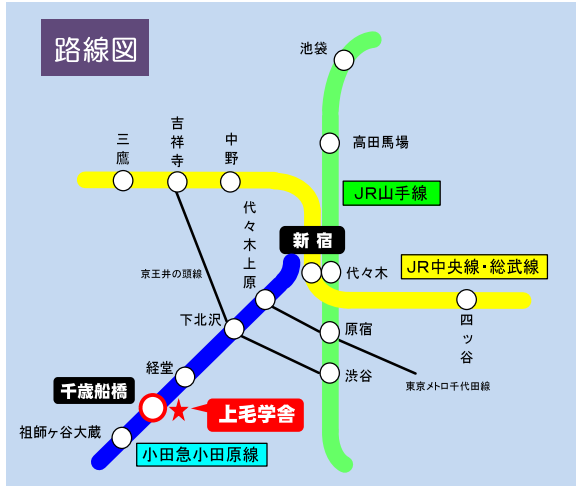 路線図
池袋
高田馬場
三鷹
吉祥寺
中野
JR山手線
代々木上原
新宿
代々木
JR中央線・総武線
京王井の頭線
下北沢
原宿
四ッ谷
渋谷
東京メトロ千代田線
経堂
千歳船橋
上毛学舎
祖師ヶ谷大蔵
小田急小田原線